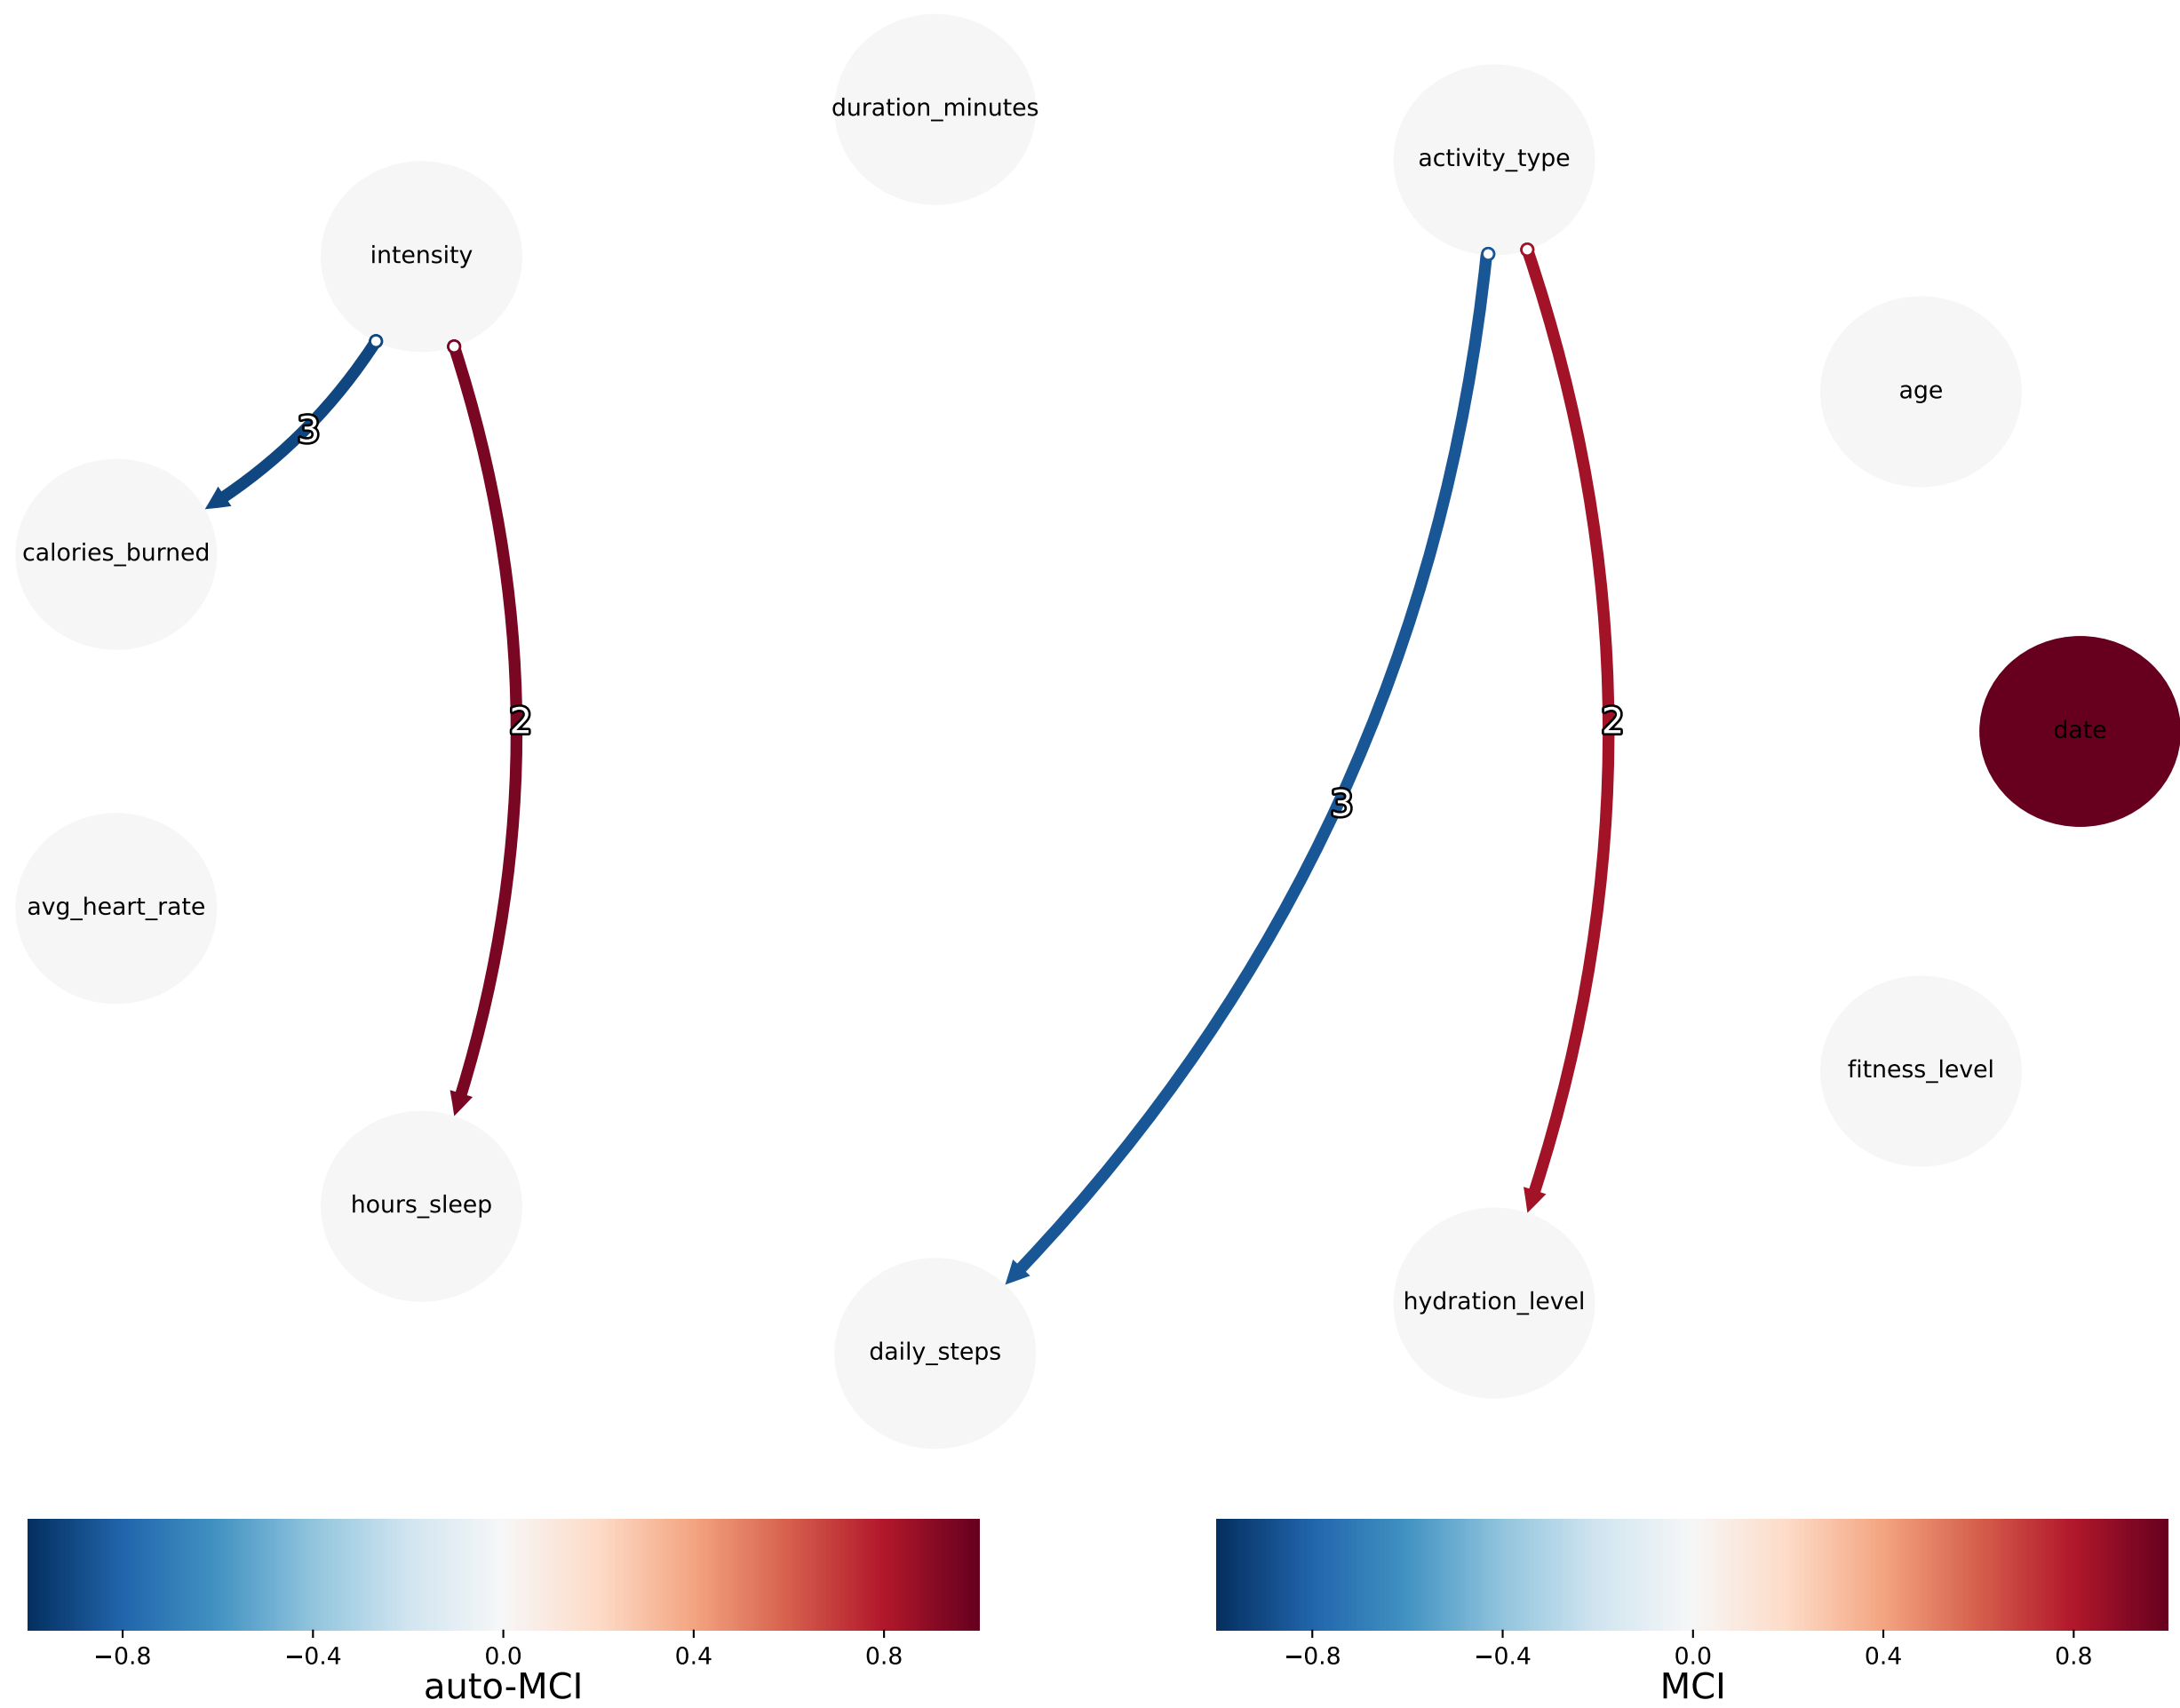 duration_minutes
activity_type
intensity
age
3
calories_burned
2
2
date
3
avg_heart_rate
fitness_level
hours_sleep
hydration_level
daily_steps
−0.8 −0.4 0.0 0.4 0.8
auto-MCI
−0.8 −0.4 0.0 0.4 0.8
MCI